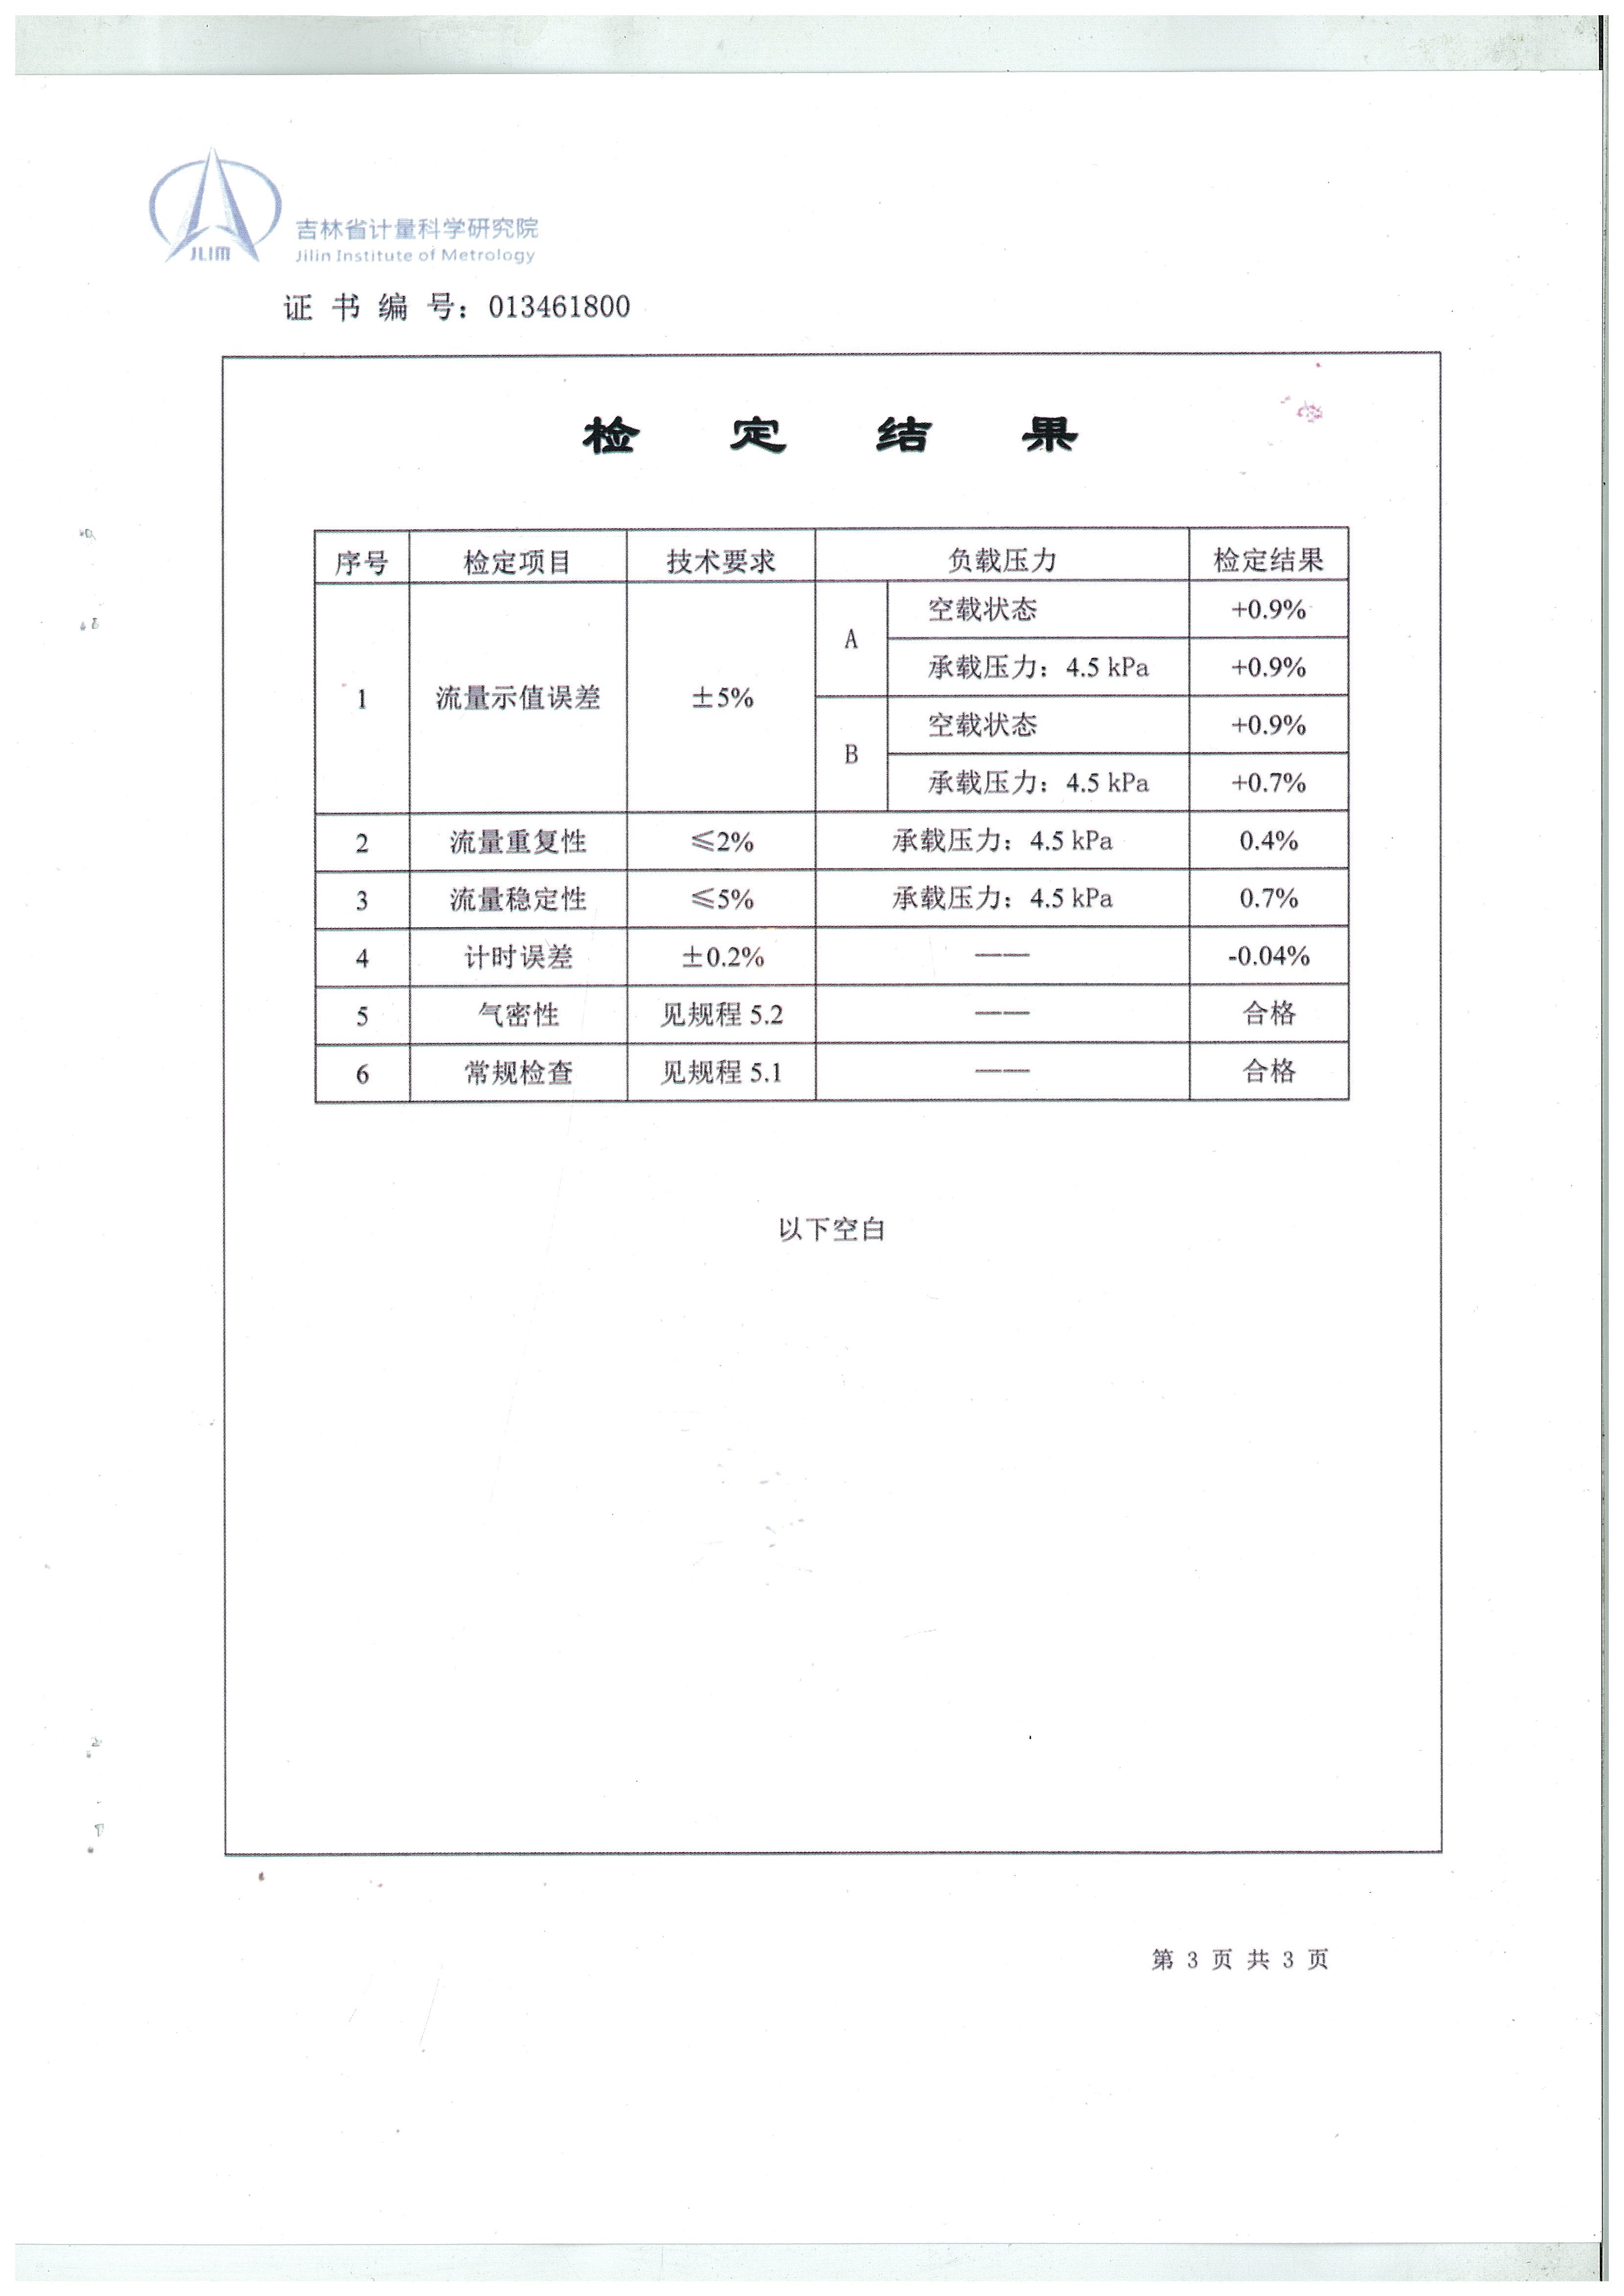 JLIM
吉林省计量科学研究院
Jilin Institute of Metrology
证 书 编 号：013461800
检 定 结 果
序号 检定项目 技术要求 负载压力 检定结果
1 流量示值误差 ±5% A 空载状态 +0.9%
承载压力：4.5 kPa +0.9%
B 空载状态 +0.9%
承载压力：4.5 kPa +0.7%
2 流量重复性 ≤2% 承载压力：4.5 kPa 0.4%
3 流量稳定性 ≤5% 承载压力：4.5 kPa 0.7%
4 计时误差 ±0.2% —— -0.04%
5 气密性 见规程 5.2 —— 合格
6 常规检查 见规程 5.1 —— 合格
以下空白
第 3 页 共 3 页